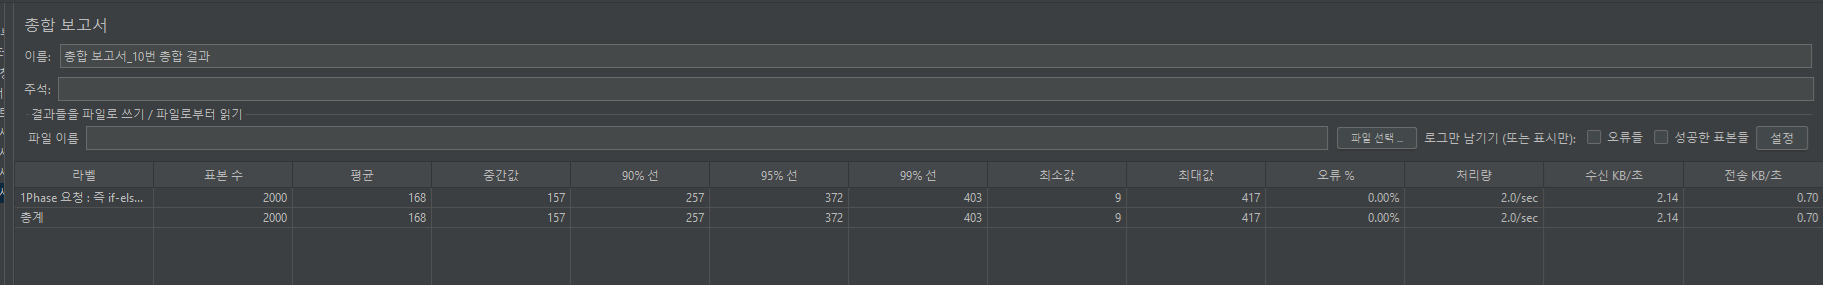 종합 보고서
이름: 종합 보고서_10번 총합 결과
주석:
결과들을 파일로 쓰기 / 파일로부터 읽기
파일 이름 파일 선택 ... 로그만 남기기 (또는 표시만): 오류들 성공한 표본들 설정
라벨 표본 수 평균 중간값 90% 선 95% 선 99% 선 최소값 최대값 오류 % 처리량 수신 KB/초 전송 KB/초
1Phase 요청 : 즉 if-els... 2000 168 157 257 372 403 9 417 0.00% 2.0/sec 2.14 0.70
총계 2000 168 157 257 372 403 9 417 0.00% 2.0/sec 2.14 0.70